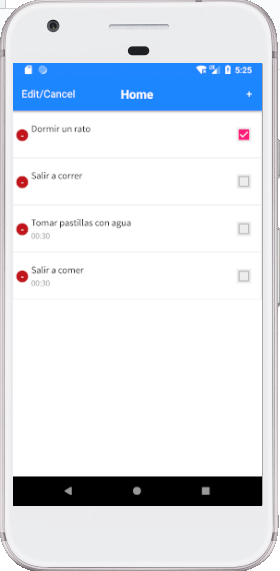 5:25
Edit/Cancel Home +
Dormir un rato
Salir a correr
Tomar pastillas con agua
00:30
Salir a comer
00:30